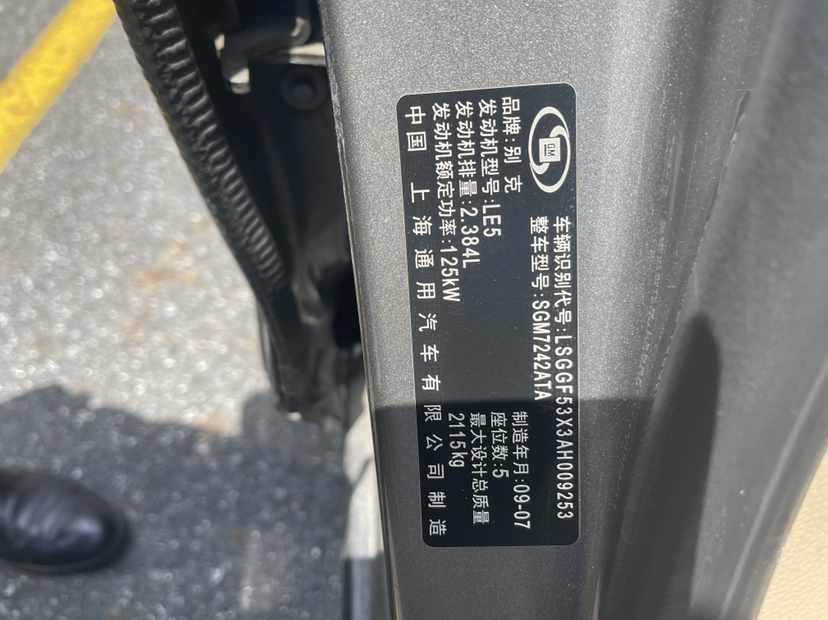 GM
车辆识别代号:LSGGF53X3AH009253
品牌:别克 整车型号:SGM7242ATA 制造年月:09-07
发动机型号:LE5 座位数:5
发动机排量:2.384L 最大设计总质量
发动机额定功率:125kW 2115kg
中国 上海通用汽车有限公司制造